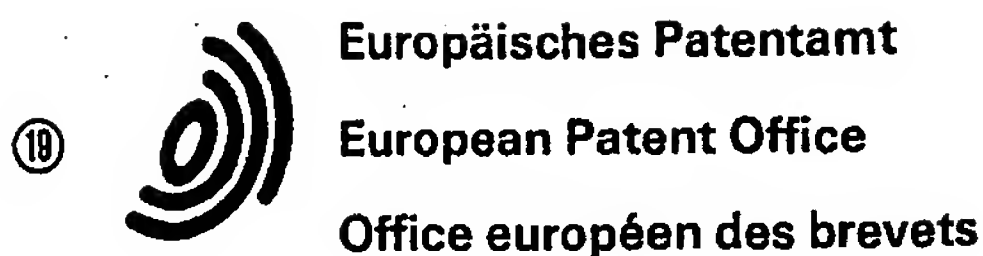 Europäisches Patentamt
⑲ European Patent Office
Office européen des brevets